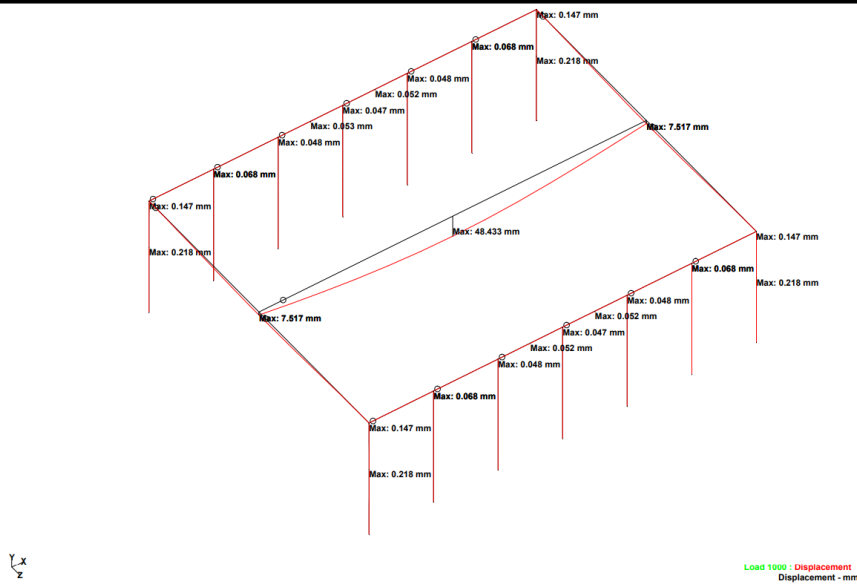 Max: 0.147 mm
Max: 0.068 mm
Max: 0.218 mm
Max: 0.048 mm
Max: 0.052 mm
Max: 0.047 mm
Max: 0.053 mm
Max: 7.517 mm
Max: 0.048 mm
Max: 0.068 mm
Max: 0.147 mm
Max: 48.433 mm
Max: 0.147 mm
Max: 0.218 mm
Max: 0.068 mm
Max: 0.218 mm
Max: 0.048 mm
Max: 0.052 mm
Max: 7.517 mm
Max: 0.047 mm
Max: 0.052 mm
Max: 0.048 mm
Max: 0.068 mm
Max: 0.147 mm
Max: 0.218 mm
Y
X
Z
Load 1000 : Displacement
Displacement - mm